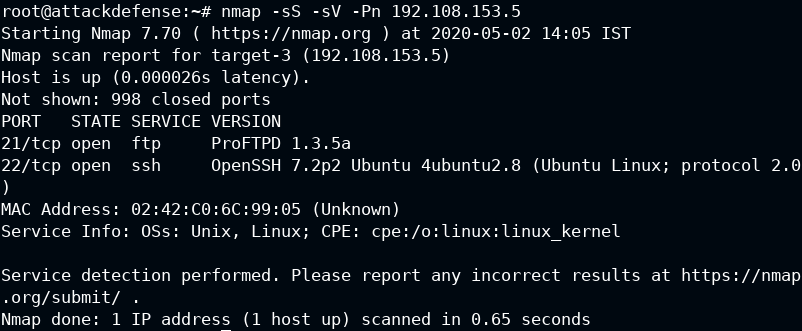 root@attackdefense:~# nmap -sS -sV -Pn 192.108.153.5
Starting Nmap 7.70 ( https://nmap.org ) at 2020-05-02 14:05 IST
Nmap scan report for target-3 (192.108.153.5)
Host is up (0.000026s latency).
Not shown: 998 closed ports
PORT   STATE SERVICE VERSION
21/tcp open  ftp     ProFTPD 1.3.5a
22/tcp open  ssh     OpenSSH 7.2p2 Ubuntu 4ubuntu2.8 (Ubuntu Linux; protocol 2.0
)
MAC Address: 02:42:C0:6C:99:05 (Unknown)
Service Info: OSs: Unix, Linux; CPE: cpe:/o:linux:linux_kernel
Service detection performed. Please report any incorrect results at https://nmap
.org/submit/ .
Nmap done: 1 IP address (1 host up) scanned in 0.65 seconds